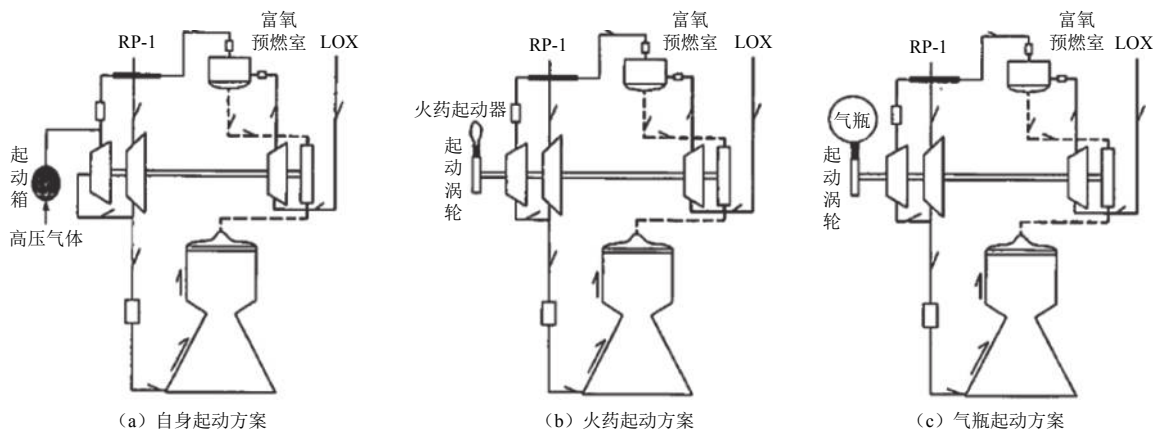 RP-1
富氧
预燃室
LOX
起动箱
高压气体
(a) 自身起动方案
RP-1
富氧
预燃室
LOX
火药起动器
起动涡轮
(b) 火药起动方案
RP-1
富氧
预燃室
LOX
气瓶
起动涡轮
(c) 气瓶起动方案